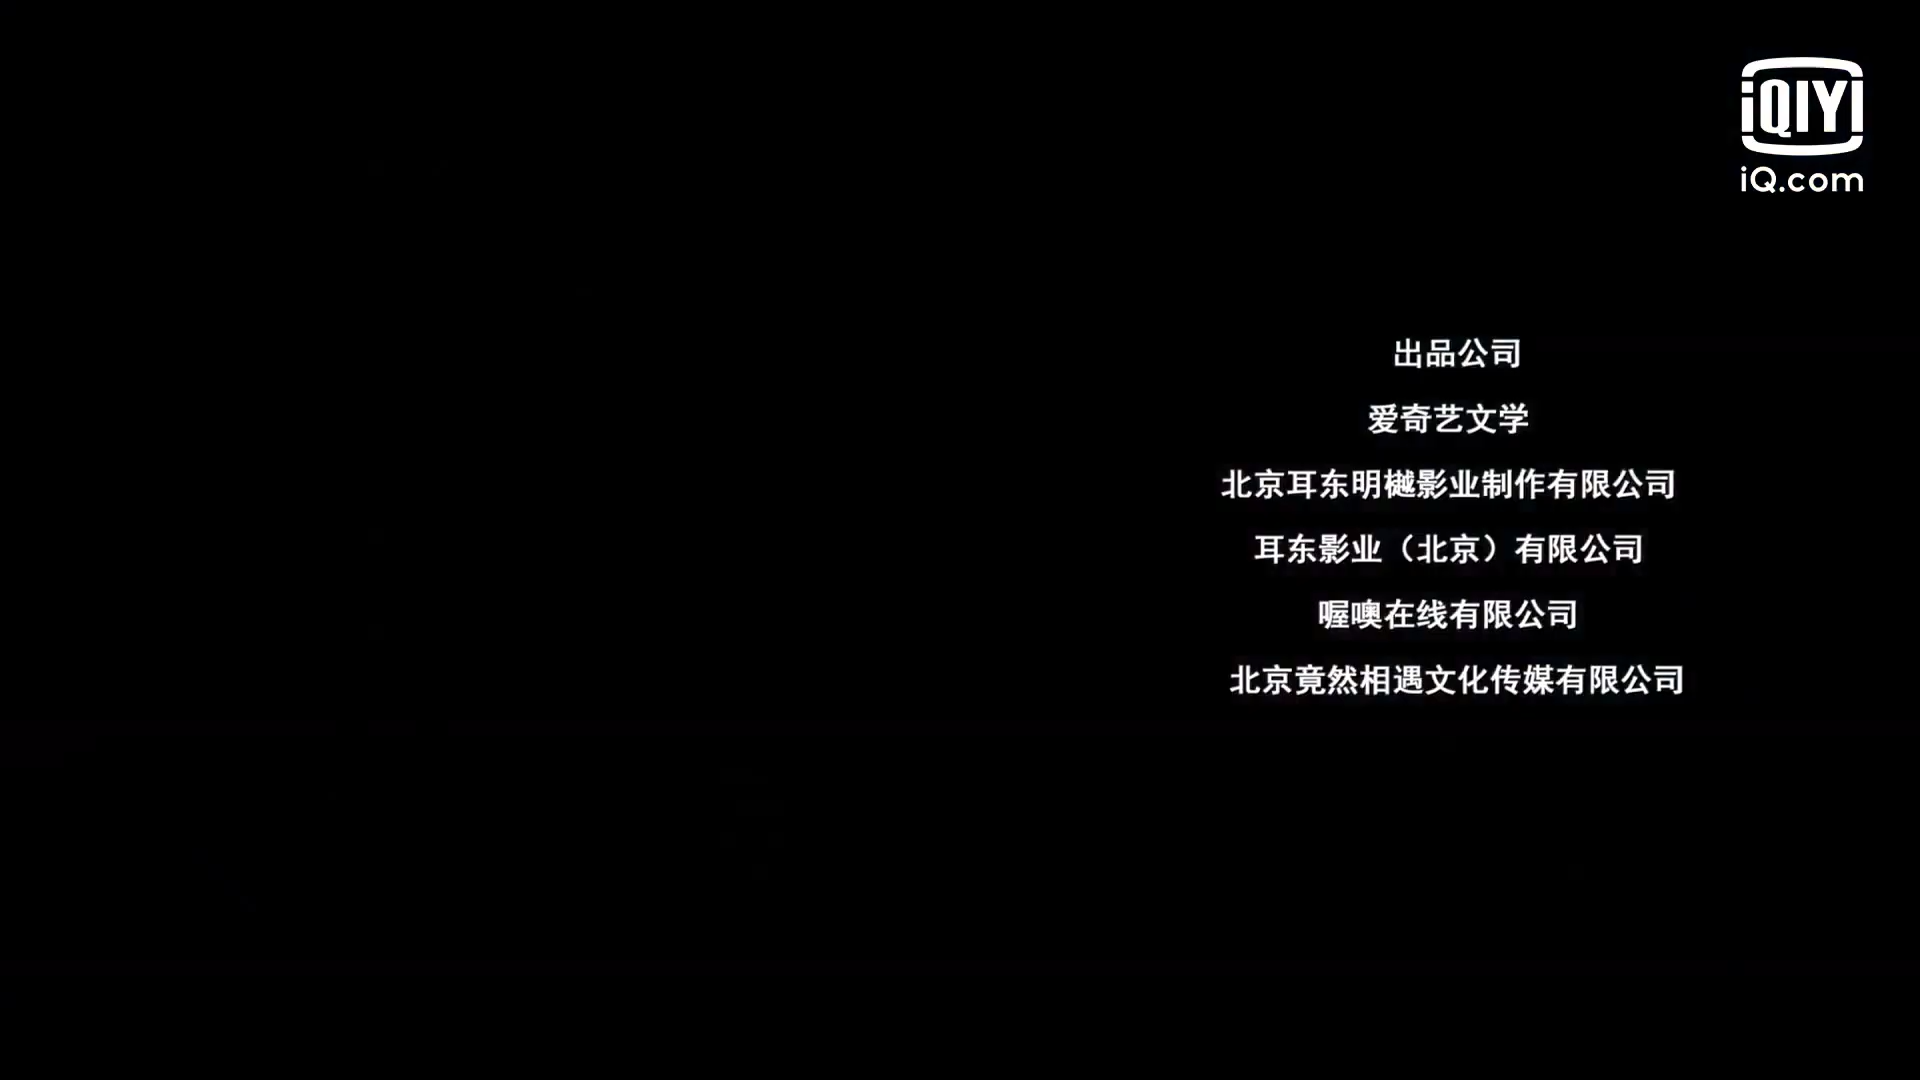 iQIYI
iQ.com
出品公司
爱奇艺文学
北京耳东明樾影业制作有限公司
耳东影业（北京）有限公司
喔噢在线有限公司
北京竟然相遇文化传媒有限公司